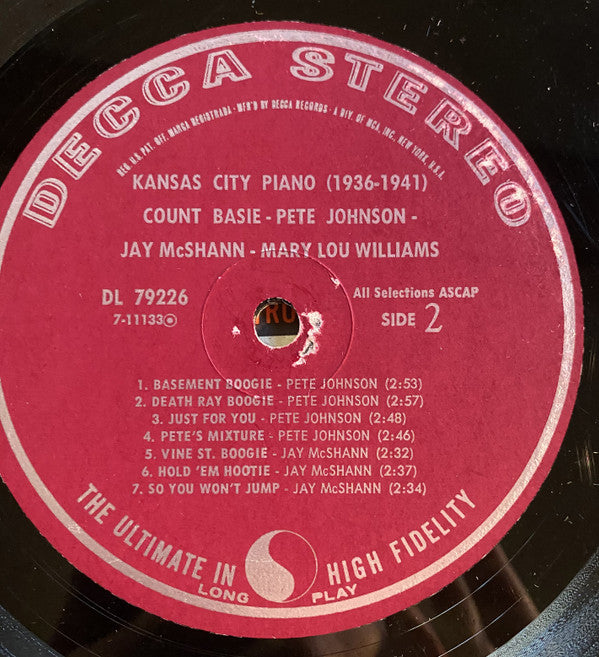 DECCA STEREO
REG. U.S. PAT. OFF. MARCA REGISTRADA - MFR'D BY DECCA RECORDS - A DIV. OF MCA, INC. NEW YORK, U.S.A.
KANSAS CITY PIANO (1936-1941)
COUNT BASIE - PETE JOHNSON -
JAY McSHANN - MARY LOU WILLIAMS
DL 79226
7-11133
All Selections ASCAP
SIDE 2
RU
1. BASEMENT BOOGIE - PETE JOHNSON (2:53)
2. DEATH RAY BOOGIE - PETE JOHNSON (2:57)
3. JUST FOR YOU - PETE JOHNSON (2:48)
4. PETE'S MIXTURE - PETE JOHNSON (2:46)
5. VINE ST. BOOGIE - JAY McSHANN (2:32)
6. HOLD 'EM HOOTIE - JAY McSHANN (2:37)
7. SO YOU WON'T JUMP - JAY McSHANN (2:34)
THE ULTIMATE IN HIGH FIDELITY
LONG PLAY